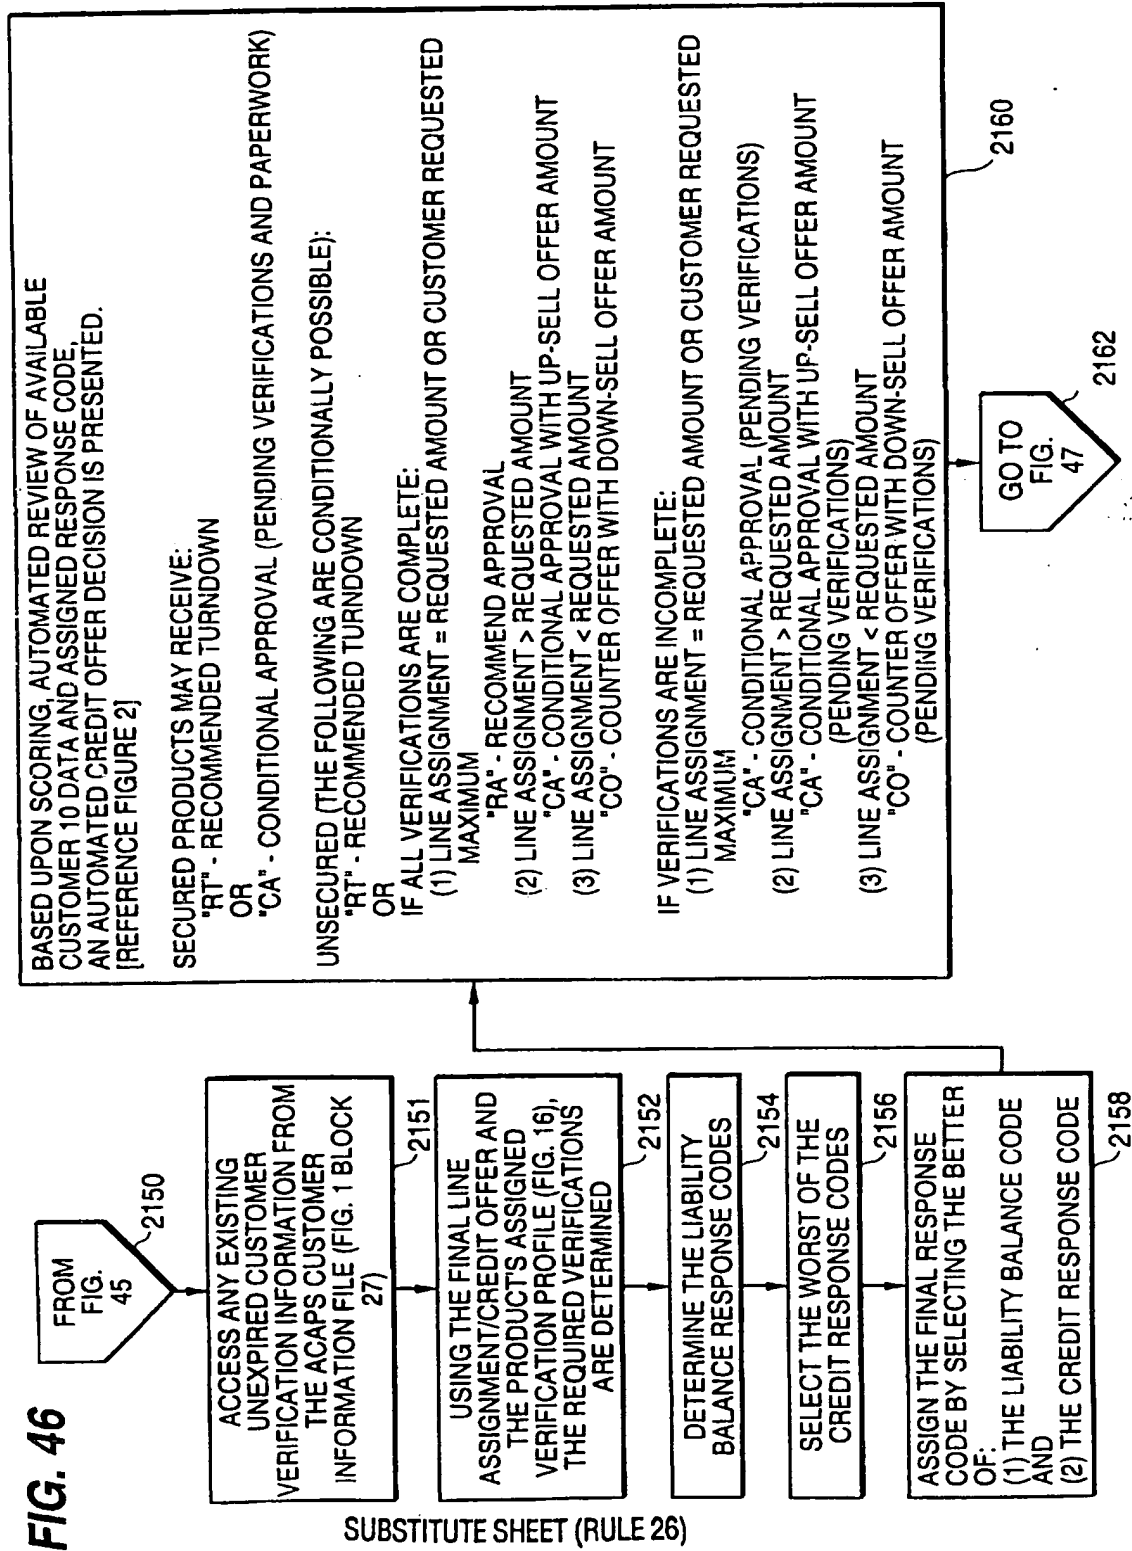 FIG. 46
FROM
FIG.
45
2150
ACCESS ANY EXISTING
UNEXPIRED CUSTOMER
VERIFICATION INFORMATION FROM
THE ACAPS CUSTOMER
INFORMATION FILE (FIG. 1 BLOCK
27)
2151
USING THE FINAL LINE
ASSIGNMENT/CREDIT OFFER AND
THE PRODUCT'S ASSIGNED
VERIFICATION PROFILE (FIG. 16),
THE REQUIRED VERIFICATIONS
ARE DETERMINED
2152
DETERMINE THE LIABILITY
BALANCE RESPONSE CODES
2154
SELECT THE WORST OF THE
CREDIT RESPONSE CODES
2156
ASSIGN THE FINAL RESPONSE
CODE BY SELECTING THE BETTER
OF:
(1) THE LIABILITY BALANCE CODE
AND
(2) THE CREDIT RESPONSE CODE
2158
BASED UPON SCORING, AUTOMATED REVIEW OF AVAILABLE
CUSTOMER 10 DATA AND ASSIGNED RESPONSE CODE,
AN AUTOMATED CREDIT OFFER DECISION IS PRESENTED.
[REFERENCE FIGURE 2]
SECURED PRODUCTS MAY RECEIVE:
"RT" - RECOMMENDED TURNDOWN
OR
"CA" - CONDITIONAL APPROVAL (PENDING VERIFICATIONS AND PAPERWORK)
UNSECURED (THE FOLLOWING ARE CONDITIONALLY POSSIBLE):
"RT" - RECOMMENDED TURNDOWN
OR
IF ALL VERIFICATIONS ARE COMPLETE:
(1) LINE ASSIGNMENT = REQUESTED AMOUNT OR CUSTOMER REQUESTED
MAXIMUM
"RA" - RECOMMEND APPROVAL
(2) LINE ASSIGNMENT > REQUESTED AMOUNT
"CA" - CONDITIONAL APPROVAL WITH UP-SELL OFFER AMOUNT
(3) LINE ASSIGNMENT < REQUESTED AMOUNT
"CO" - COUNTER OFFER WITH DOWN-SELL OFFER AMOUNT
IF VERIFICATIONS ARE INCOMPLETE:
(1) LINE ASSIGNMENT = REQUESTED AMOUNT OR CUSTOMER REQUESTED
MAXIMUM
"CA" - CONDITIONAL APPROVAL (PENDING VERIFICATIONS)
(2) LINE ASSIGNMENT > REQUESTED AMOUNT
"CA" - CONDITIONAL APPROVAL WITH UP-SELL OFFER AMOUNT
(PENDING VERIFICATIONS)
(3) LINE ASSIGNMENT < REQUESTED AMOUNT
"CO" - COUNTER OFFER WITH DOWN-SELL OFFER AMOUNT
(PENDING VERIFICATIONS)
2160
GO TO
FIG.
47
2162
SUBSTITUTE SHEET (RULE 26)